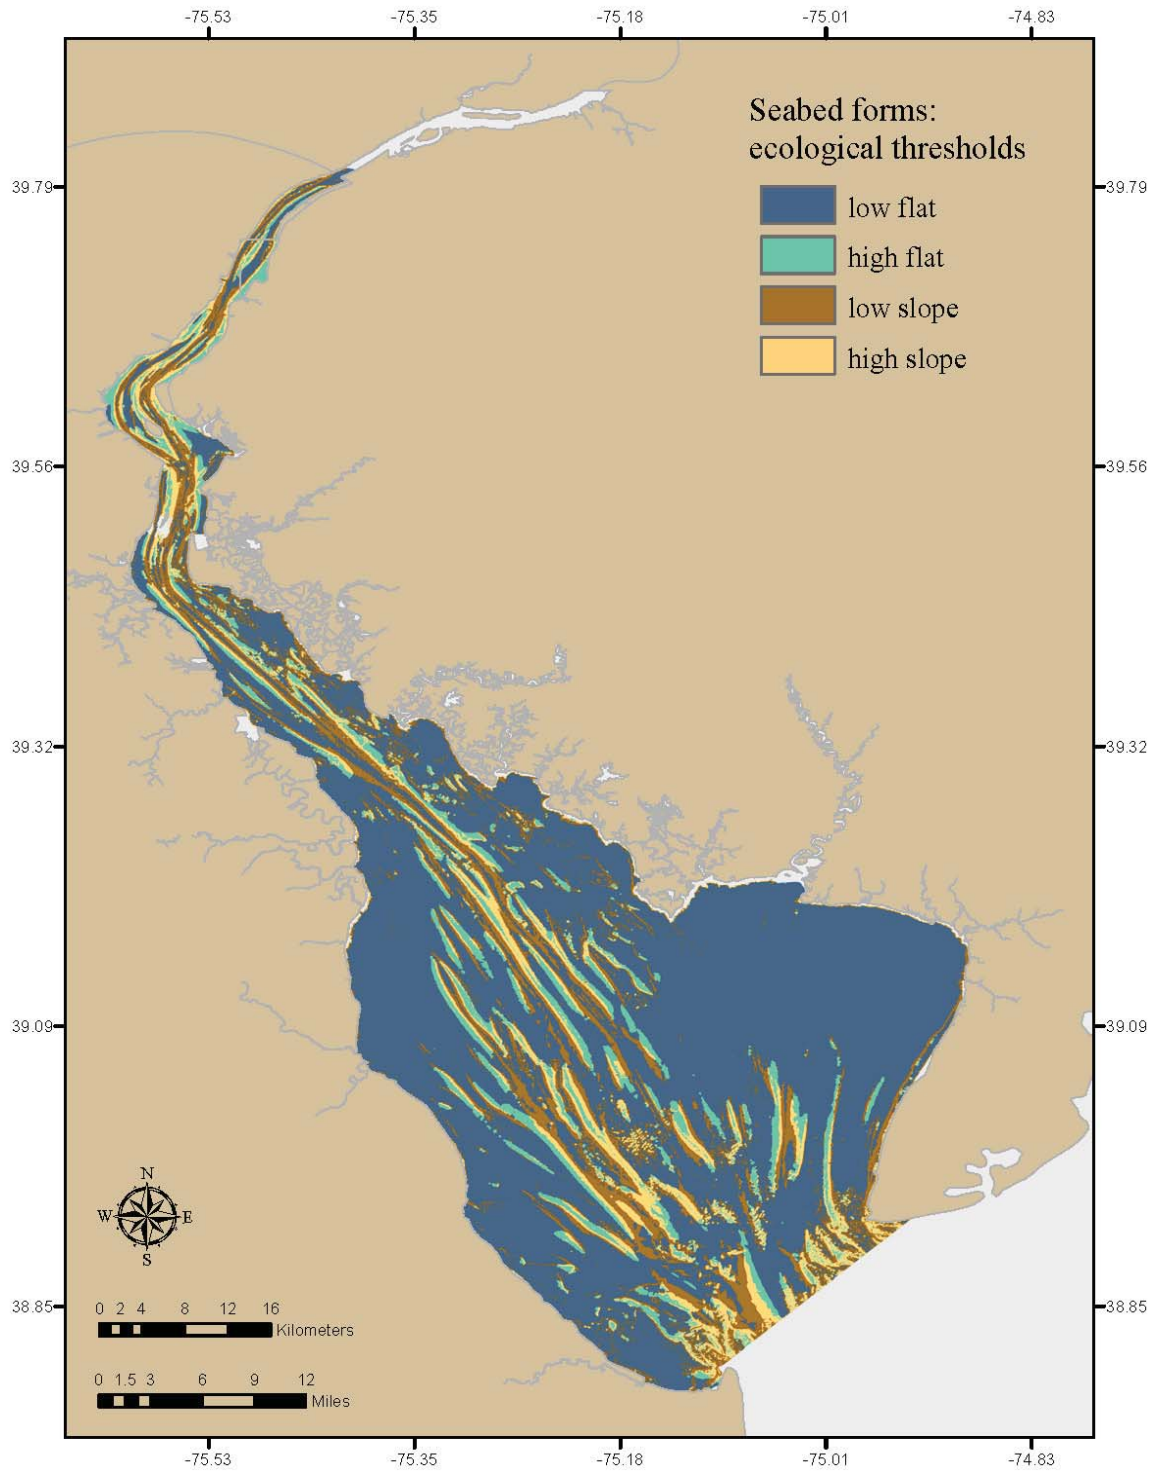 -75.53 -75.35 -75.18 -75.01 -74.83
Seabed forms:
ecological thresholds
low flat
high flat
low slope
high slope
39.79 39.79
39.56 39.56
39.32 39.32
39.09 39.09
N
W E
S
38.85 38.85
0 2 4 8 12 16
Kilometers
0 1.5 3 6 9 12
Miles
-75.53 -75.35 -75.18 -75.01 -74.83